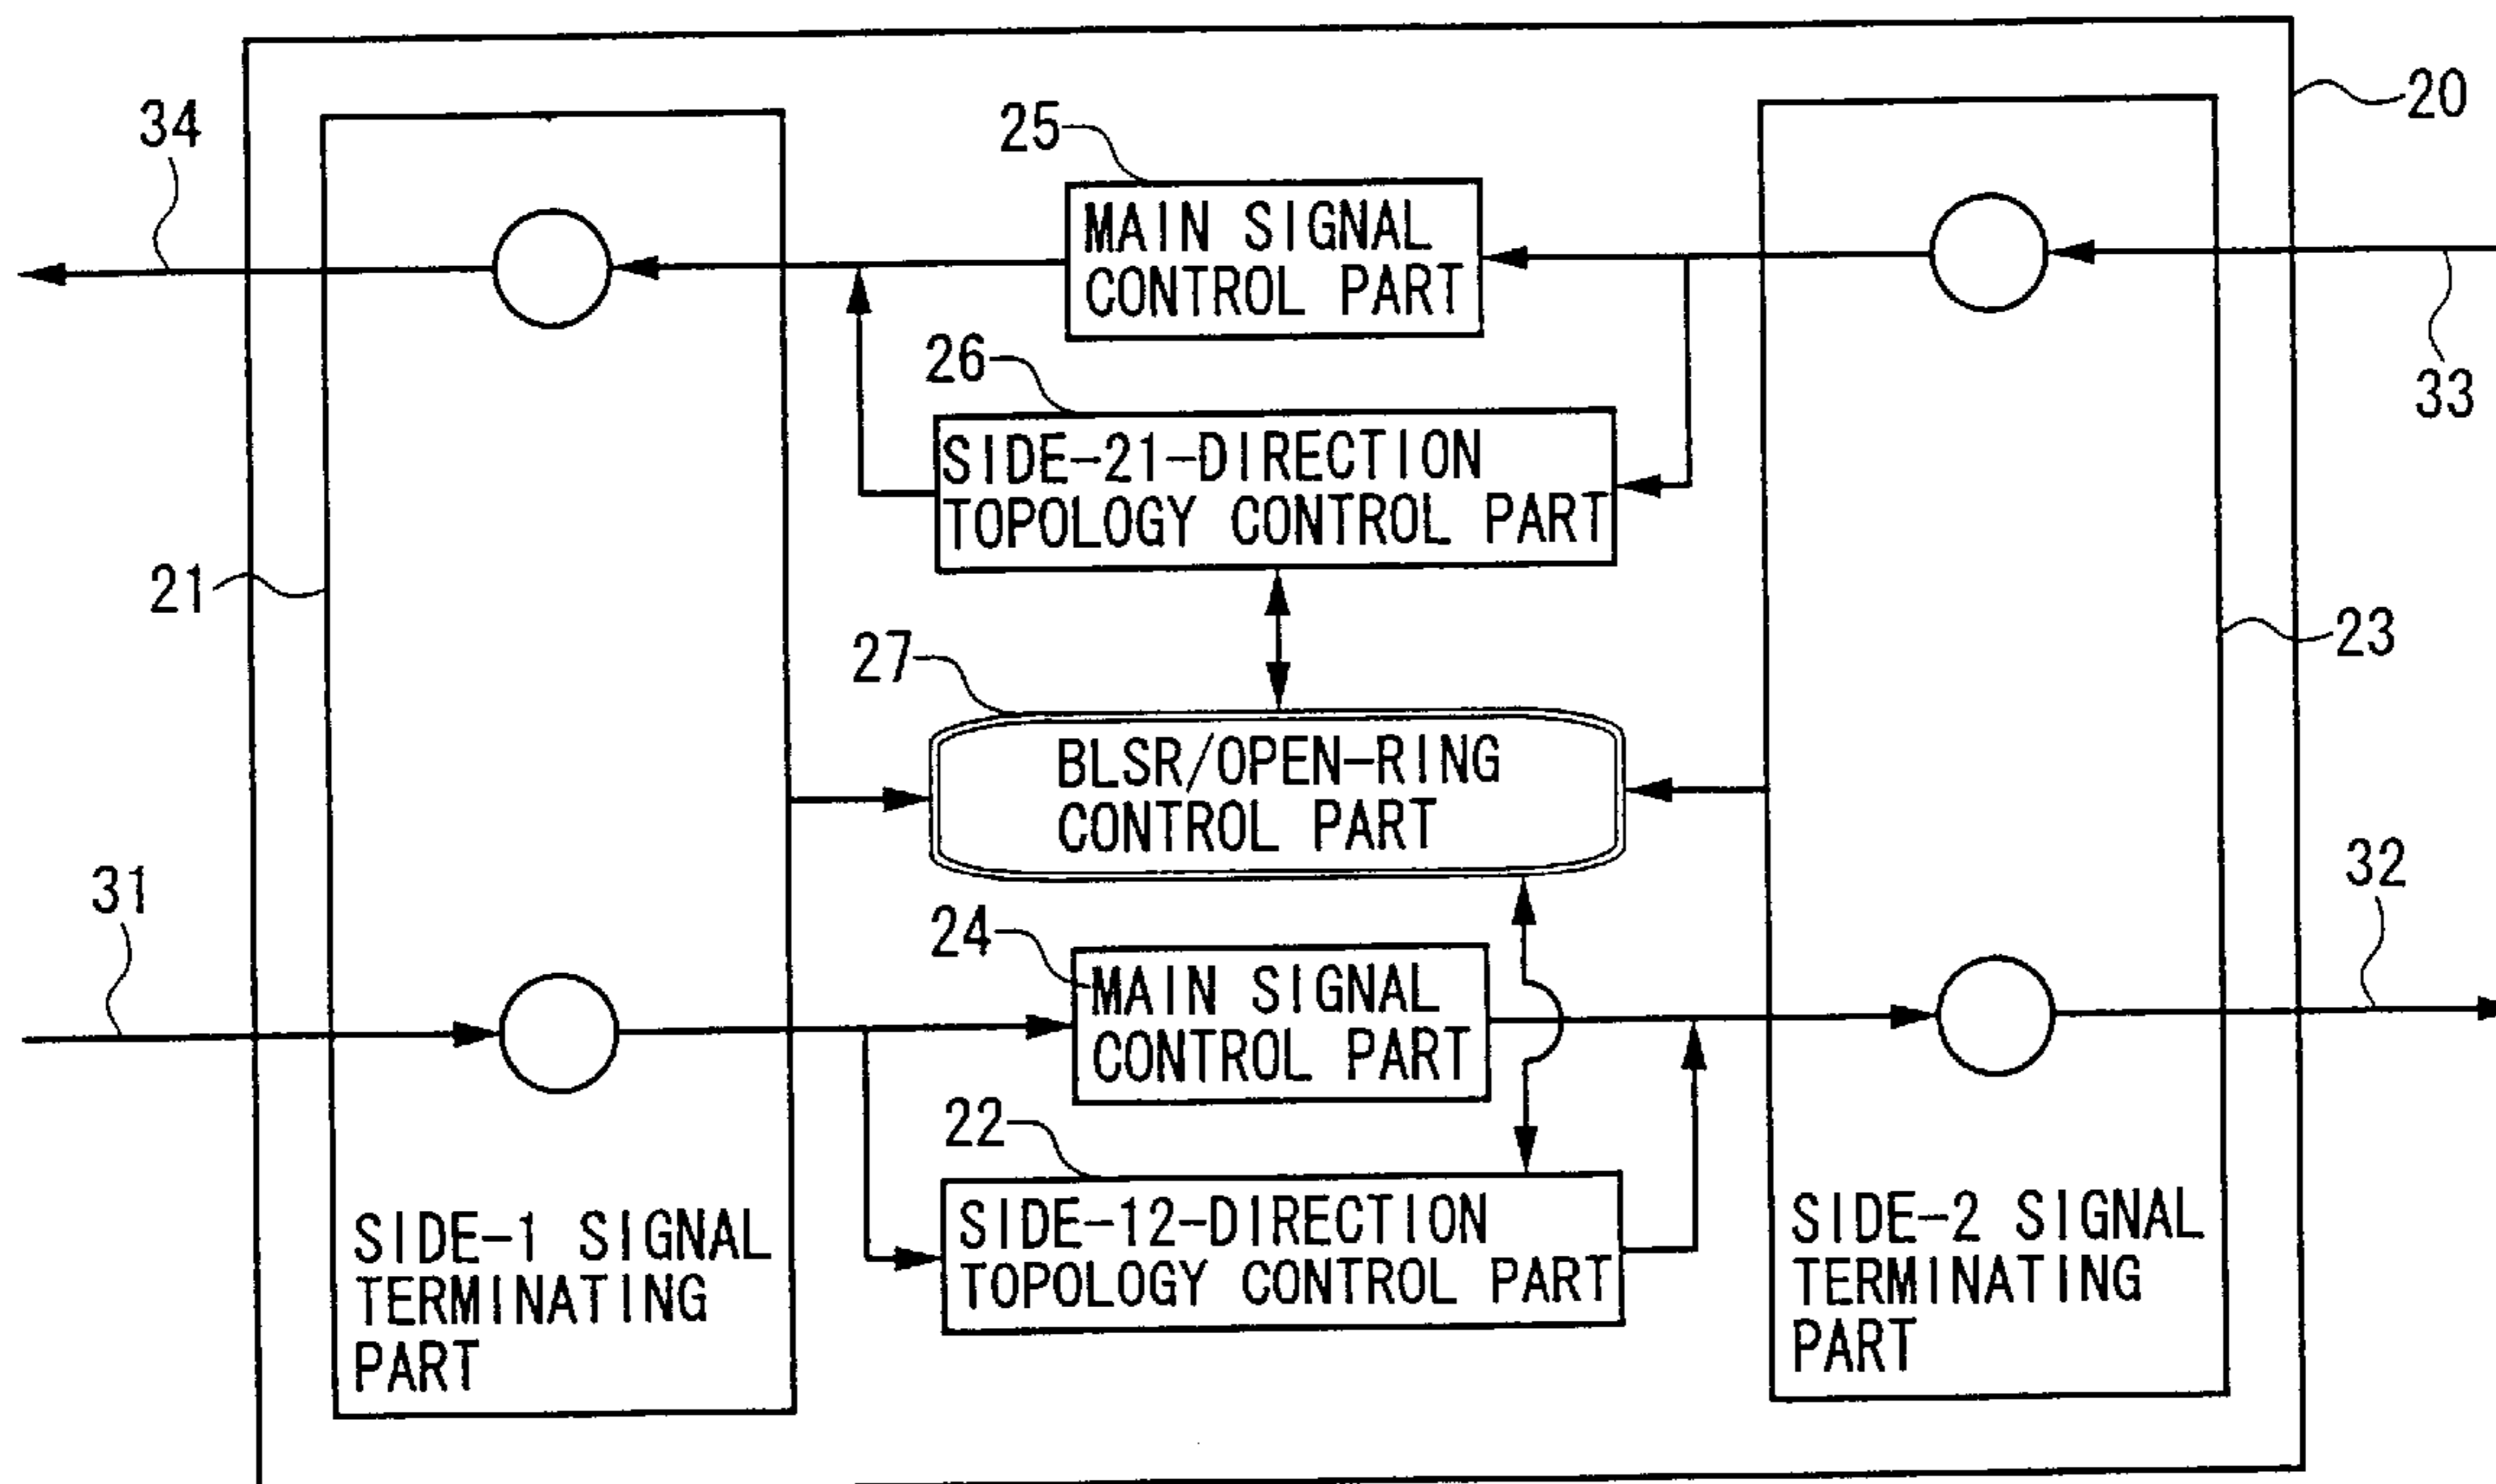 20
34
25
MAIN SIGNAL
CONTROL PART
33
26
SIDE-21-DIRECTION
TOPOLOGY CONTROL PART
21
23
27
BLSR/OPEN-RING
CONTROL PART
31
32
24
MAIN SIGNAL
CONTROL PART
22
SIDE-12-DIRECTION
TOPOLOGY CONTROL PART
SIDE-1 SIGNAL
TERMINATING
PART
SIDE-2 SIGNAL
TERMINATING
PART